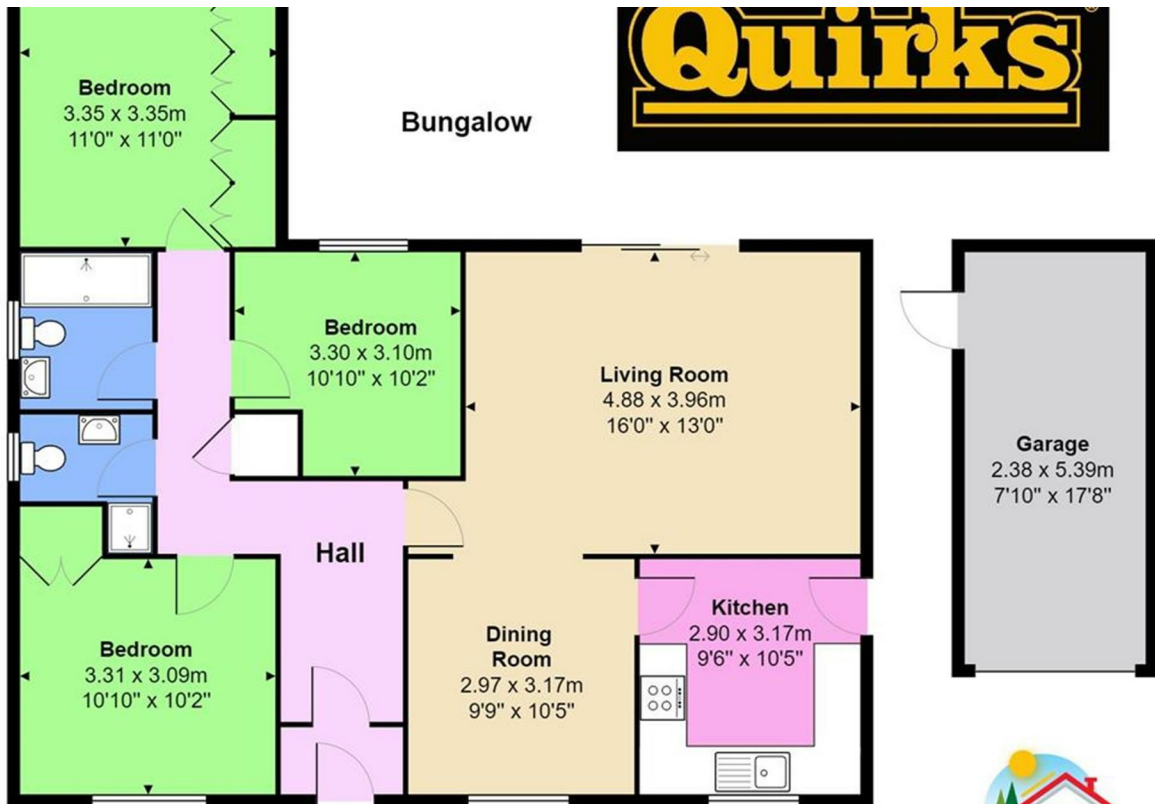 Quirks
®
Bungalow
Bedroom
3.35 x 3.35m
11'0" x 11'0"
Bedroom
3.30 x 3.10m
10'10" x 10'2"
Living Room
4.88 x 3.96m
16'0" x 13'0"
Garage
2.38 x 5.39m
7'10" x 17'8"
Hall
Bedroom
3.31 x 3.09m
10'10" x 10'2"
Dining
Room
2.97 x 3.17m
9'9" x 10'5"
Kitchen
2.90 x 3.17m
9'6" x 10'5"